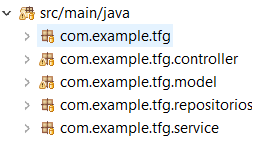 src/main/java
com.example.tfg
com.example.tfg.controller
com.example.tfg.model
com.example.tfg.repositorios
com.example.tfg.service